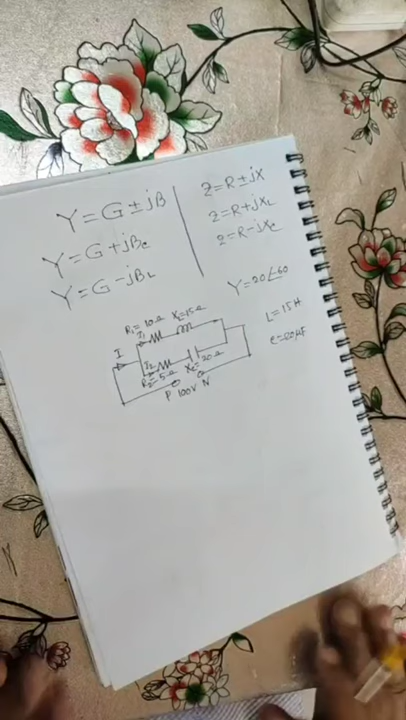 Y = G ± jB
Y = G + jBc
Y = G - jBL
Z = R ± jX
Z = R + jXL
Z = R - jXc
Y = 20∠60
L = 15H
C = 80μF
R1 = 10Ω XL = 15Ω
I1
I
I2
R2 = 5Ω Xc = 20Ω
P 100V N